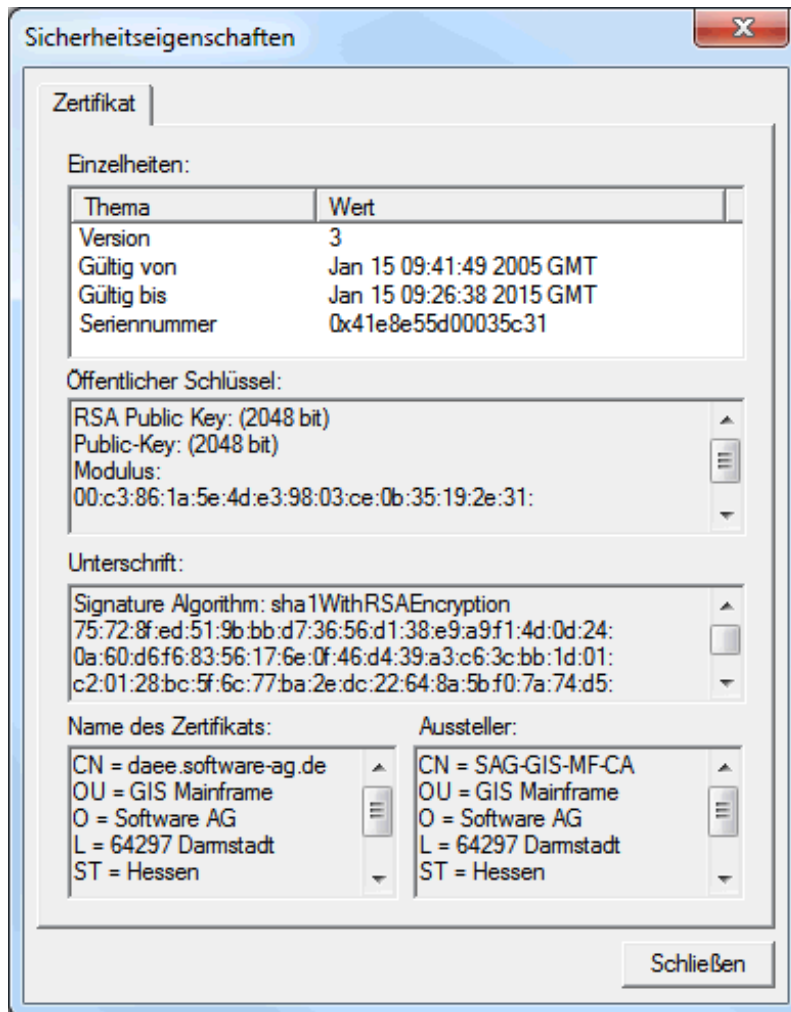 Sicherheitseigenschaften
Zertifikat
Einzelheiten:
Thema Wert
Version 3
Gültig von Jan 15 09:41:49 2005 GMT
Gültig bis Jan 15 09:26:38 2015 GMT
Seriennummer 0x41e8e55d00035c31
Öffentlicher Schlüssel:
RSA Public Key: (2048 bit)
Public-Key: (2048 bit)
Modulus:
00:c3:86:1a:5e:4d:e3:98:03:ce:0b:35:19:2e:31:
Unterschrift:
Signature Algorithm: sha1WithRSAEncryption
75:72:8f:ed:51:9b:bb:d7:36:56:d1:38:e9:a9:f1:4d:0d:24:
0a:60:d6:f6:83:56:17:6e:0f:46:d4:39:a3:c6:3c:bb:1d:01:
c2:01:28:bc:5f:6c:77:ba:2e:dc:22:64:8a:5b:f0:7a:74:d5:
Name des Zertifikats:
CN = daee.software-ag.de
OU = GIS Mainframe
O = Software AG
L = 64297 Darmstadt
ST = Hessen
Aussteller:
CN = SAG-GIS-MF-CA
OU = GIS Mainframe
O = Software AG
L = 64297 Darmstadt
ST = Hessen
Schließen